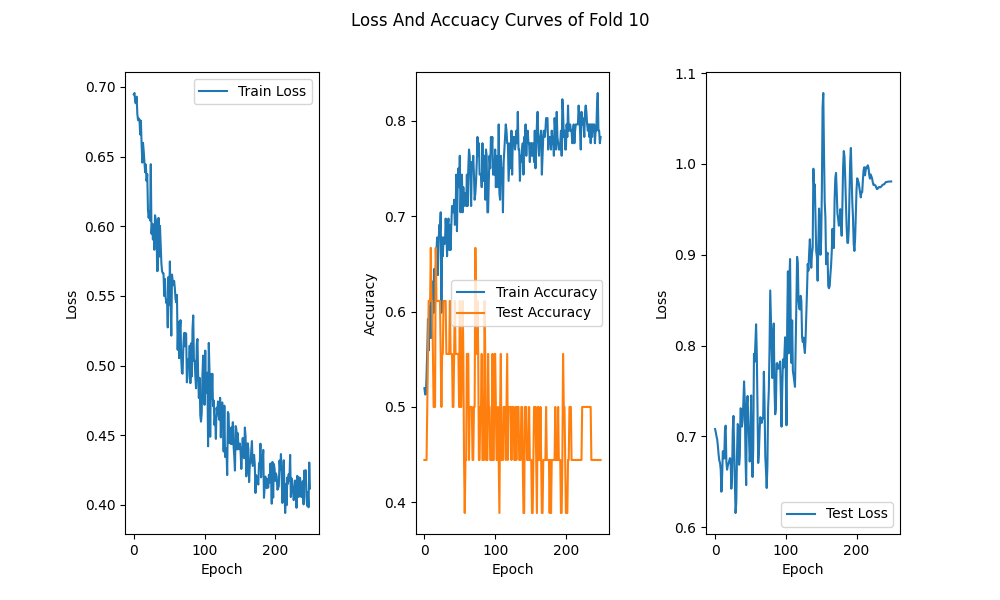 Loss And Accuacy Curves of Fold 10
0.70
0.65
0.60
0.55
0.50
0.45
0.40
Loss
0
100
200
Epoch
Train Loss
0.8
0.7
0.6
0.5
0.4
Accuracy
0
100
200
Epoch
Train Accuracy
Test Accuracy
1.1
1.0
0.9
0.8
0.7
0.6
Loss
0
100
200
Epoch
Test Loss